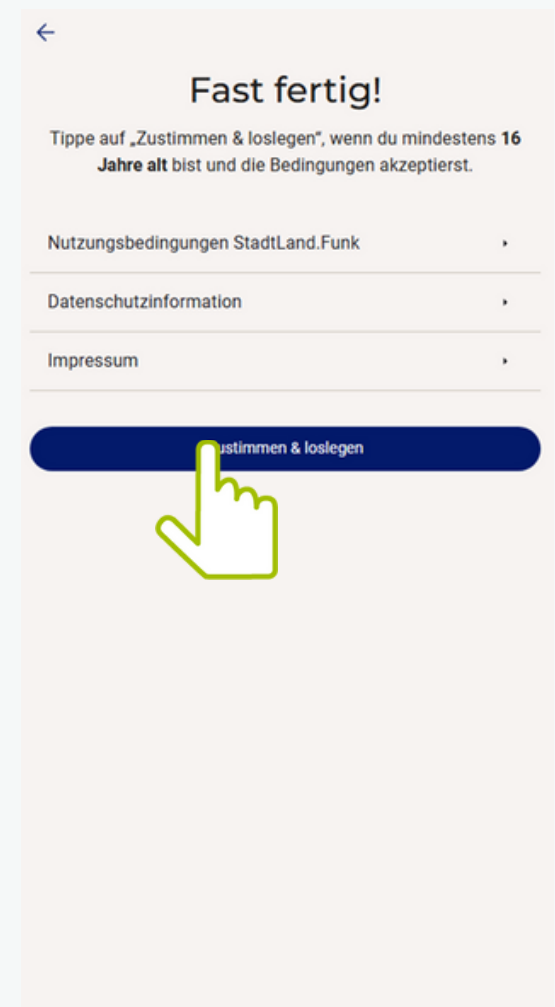 Fast fertig!
Tippe auf „Zustimmen & loslegen“, wenn du mindestens 16
Jahre alt bist und die Bedingungen akzeptierst.
Nutzungsbedingungen StadtLand.Funk
Datenschutzinformation
Impressum
Zustimmen & loslegen